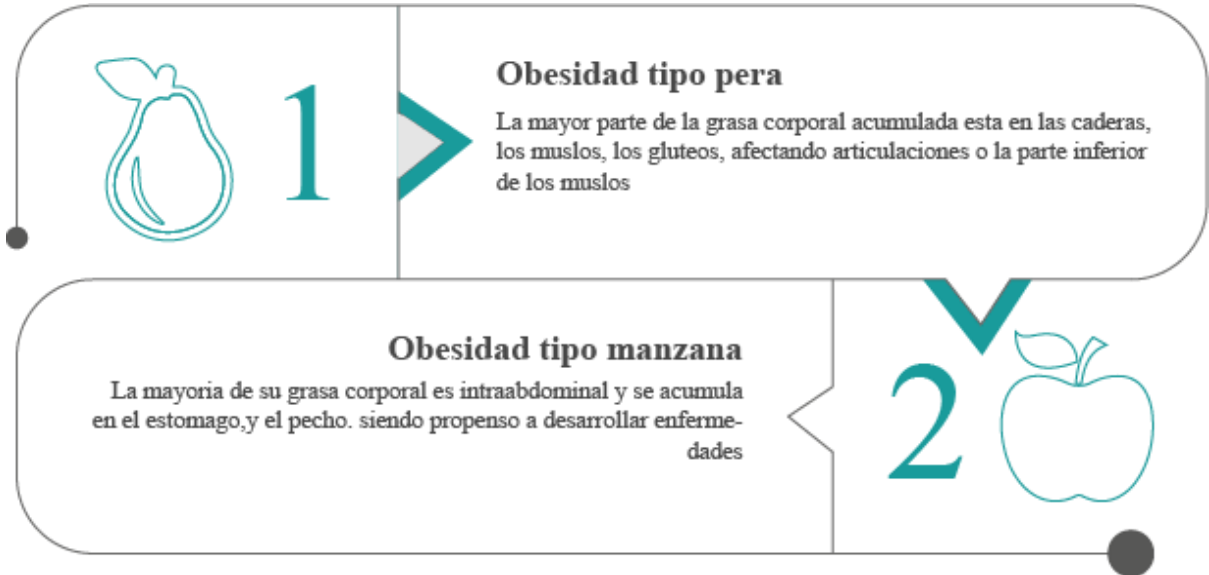 1
Obesidad tipo pera
La mayor parte de la grasa corporal acumulada esta en las caderas,
los muslos, los gluteos, afectando articulaciones o la parte inferior
de los muslos
Obesidad tipo manzana
La mayoria de su grasa corporal es intraabdominal y se acumula
en el estomago,y el pecho. siendo propenso a desarrollar enferme-
dades
2